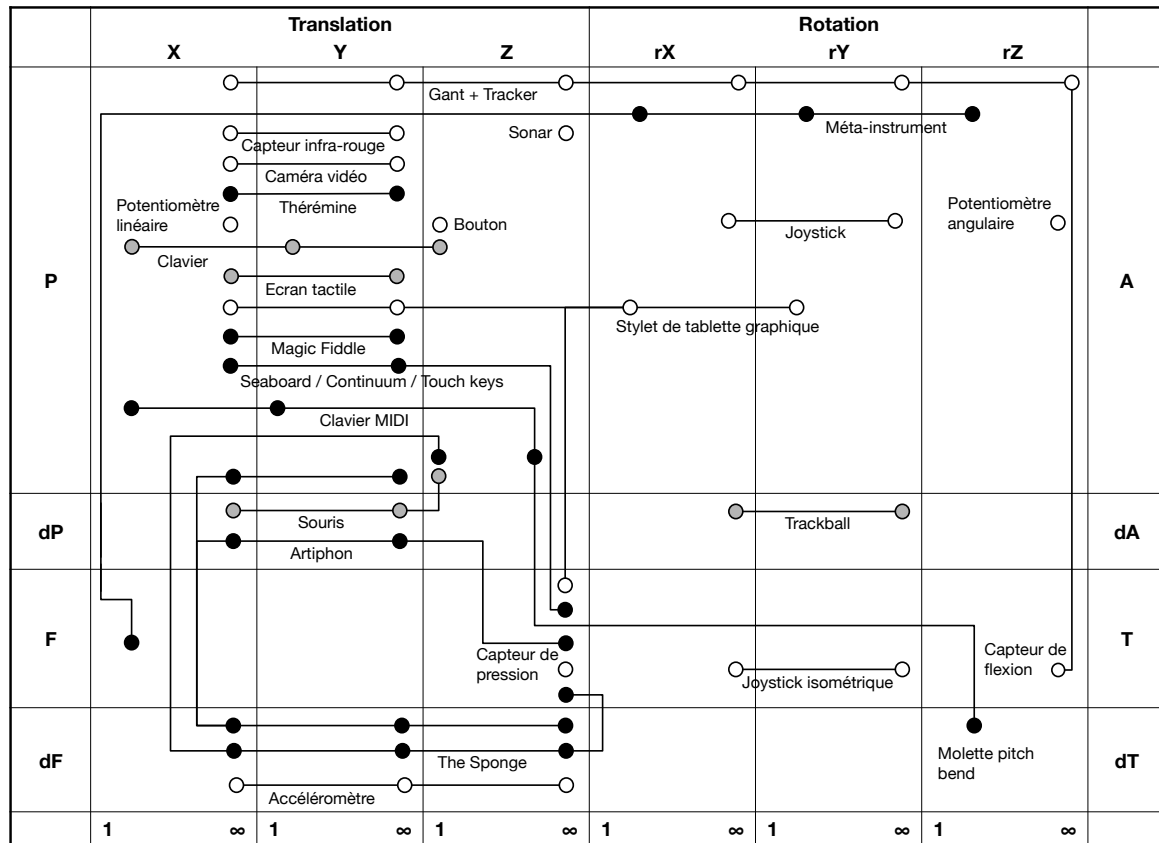 Translation Rotation
X Y Z rX rY rZ
Gant + Tracker
Méta-instrument
Sonar
Capteur infra-rouge
Caméra vidéo
Thérémine
Potentiomètre
linéaire
Bouton
Potentiomètre
angulaire
Joystick
Clavier
P
A
Ecran tactile
Stylet de tablette graphique
Magic Fiddle
Seaboard / Continuum / Touch keys
Clavier MIDI
dP
Souris
Trackball
dA
Artiphon
F
T
Capteur de
pression
Joystick isométrique
Capteur de
flexion
dF
The Sponge
Molette pitch
bend
dT
Accéléromètre
1 ∞ 1 ∞ 1 ∞ 1 ∞ 1 ∞ 1 ∞